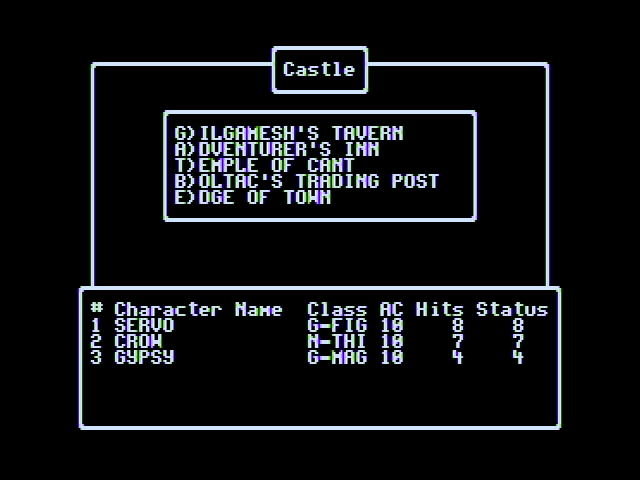 Castle
G)ILGAMESH'S TAVERN
A)DVENTURER'S INN
T)EMPLE OF CANT
B)OLTAC'S TRADING POST
E)DGE OF TOWN
# Character Name Class AC Hits Status
1 SERVO G-FIG 10 8 8
2 CROW N-THI 10 7 7
3 GYPSY G-MAG 10 4 4